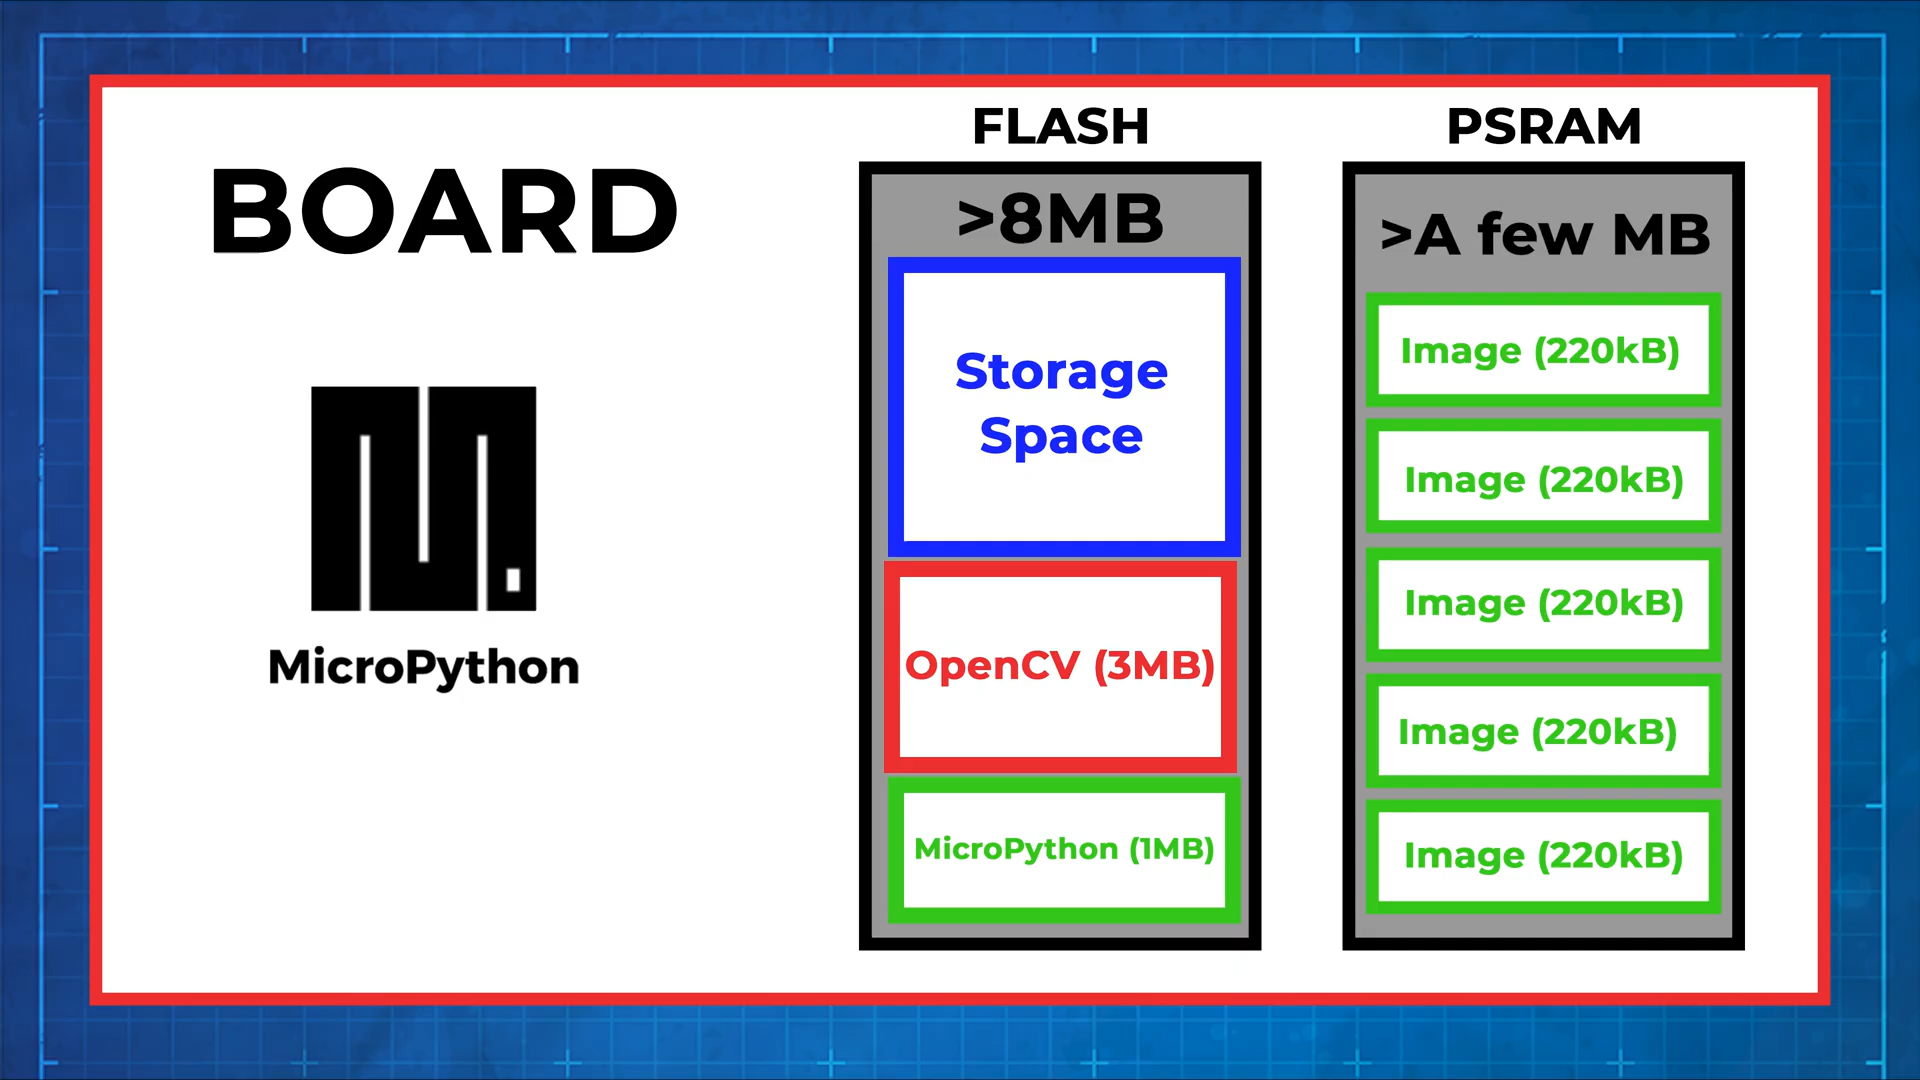 BOARD
MicroPython
FLASH
>8MB
Storage
Space
OpenCV (3MB)
MicroPython (1MB)
PSRAM
>A few MB
Image (220kB)
Image (220kB)
Image (220kB)
Image (220kB)
Image (220kB)